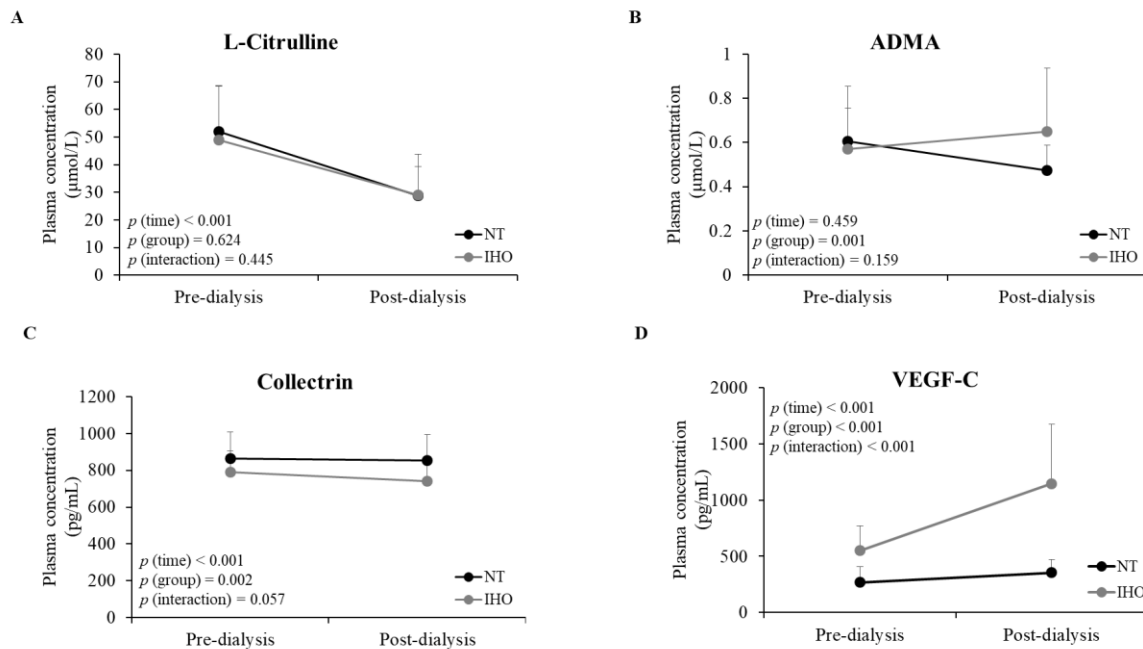 A
L-Citrulline
Plasma concentration
(μmol/L)
80
70
60
50
40
30
20
10
0
p (time) < 0.001
p (group) = 0.624
p (interaction) = 0.445
NT
IHO
Pre-dialysis
Post-dialysis
B
ADMA
Plasma concentration
(μmol/L)
1
0.8
0.6
0.4
0.2
0
p (time) = 0.459
p (group) = 0.001
p (interaction) = 0.159
NT
IHO
Pre-dialysis
Post-dialysis
C
Collectrin
Plasma concentration
(pg/mL)
1200
1000
800
600
400
200
0
p (time) < 0.001
p (group) = 0.002
p (interaction) = 0.057
NT
IHO
Pre-dialysis
Post-dialysis
D
VEGF-C
Plasma concentration
(pg/mL)
2000
1500
1000
500
0
p (time) < 0.001
p (group) < 0.001
p (interaction) < 0.001
NT
IHO
Pre-dialysis
Post-dialysis